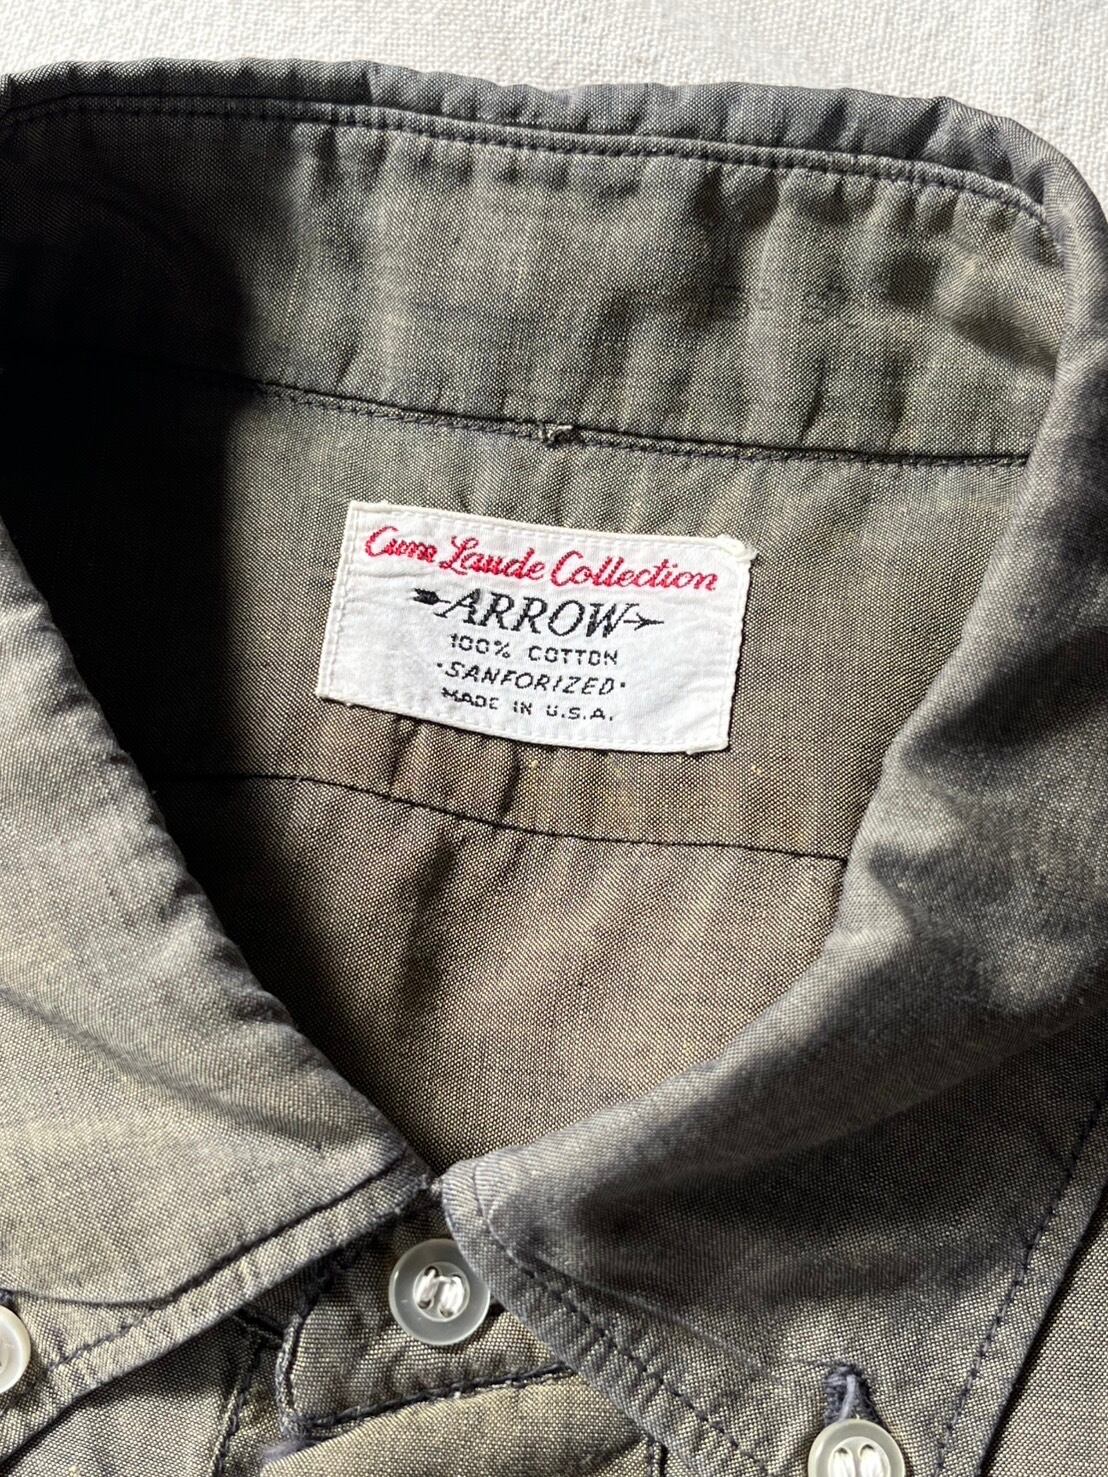 Cum Laude Collection
ARROW
100% COTTON
·SANFORIZED·
MADE IN U.S.A.